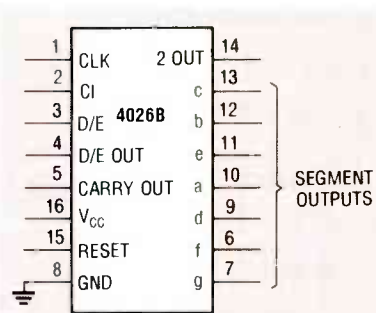 1 CLK 2 OUT 14
2 CI c 13
3 D/E 4026B b 12
4 D/E OUT e 11
5 CARRY OUT a 10
16 VCC d 9
15 RESET f 6
8 GND g 7
SEGMENT
OUTPUTS